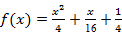 f(x) = x²/4 + x/16 + 1/4